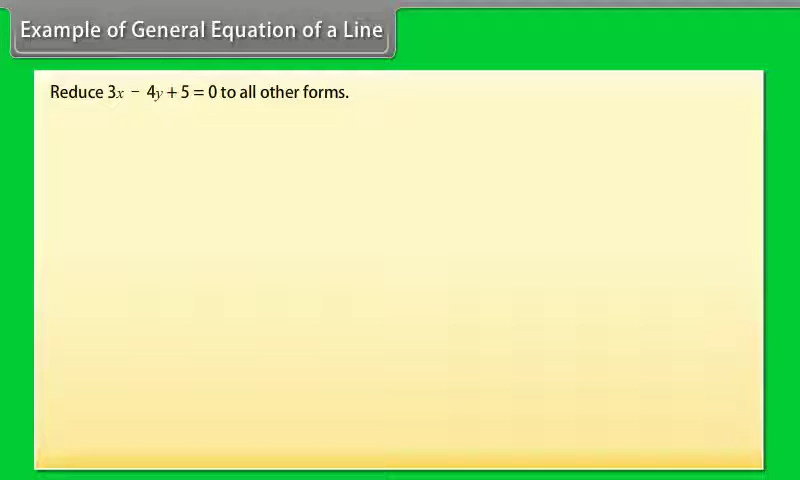 Example of General Equation of a Line
Reduce 3x − 4y + 5 = 0 to all other forms.